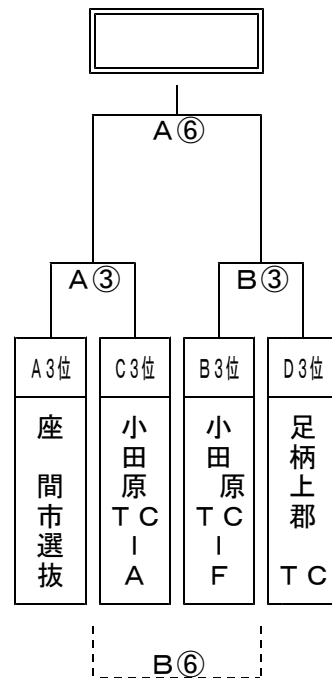 A⑥
A③
B③
A3位
C3位
B3位
D3位
座間市選抜
小田原TC-A
小田原TC-F
足柄上郡TC
B⑥